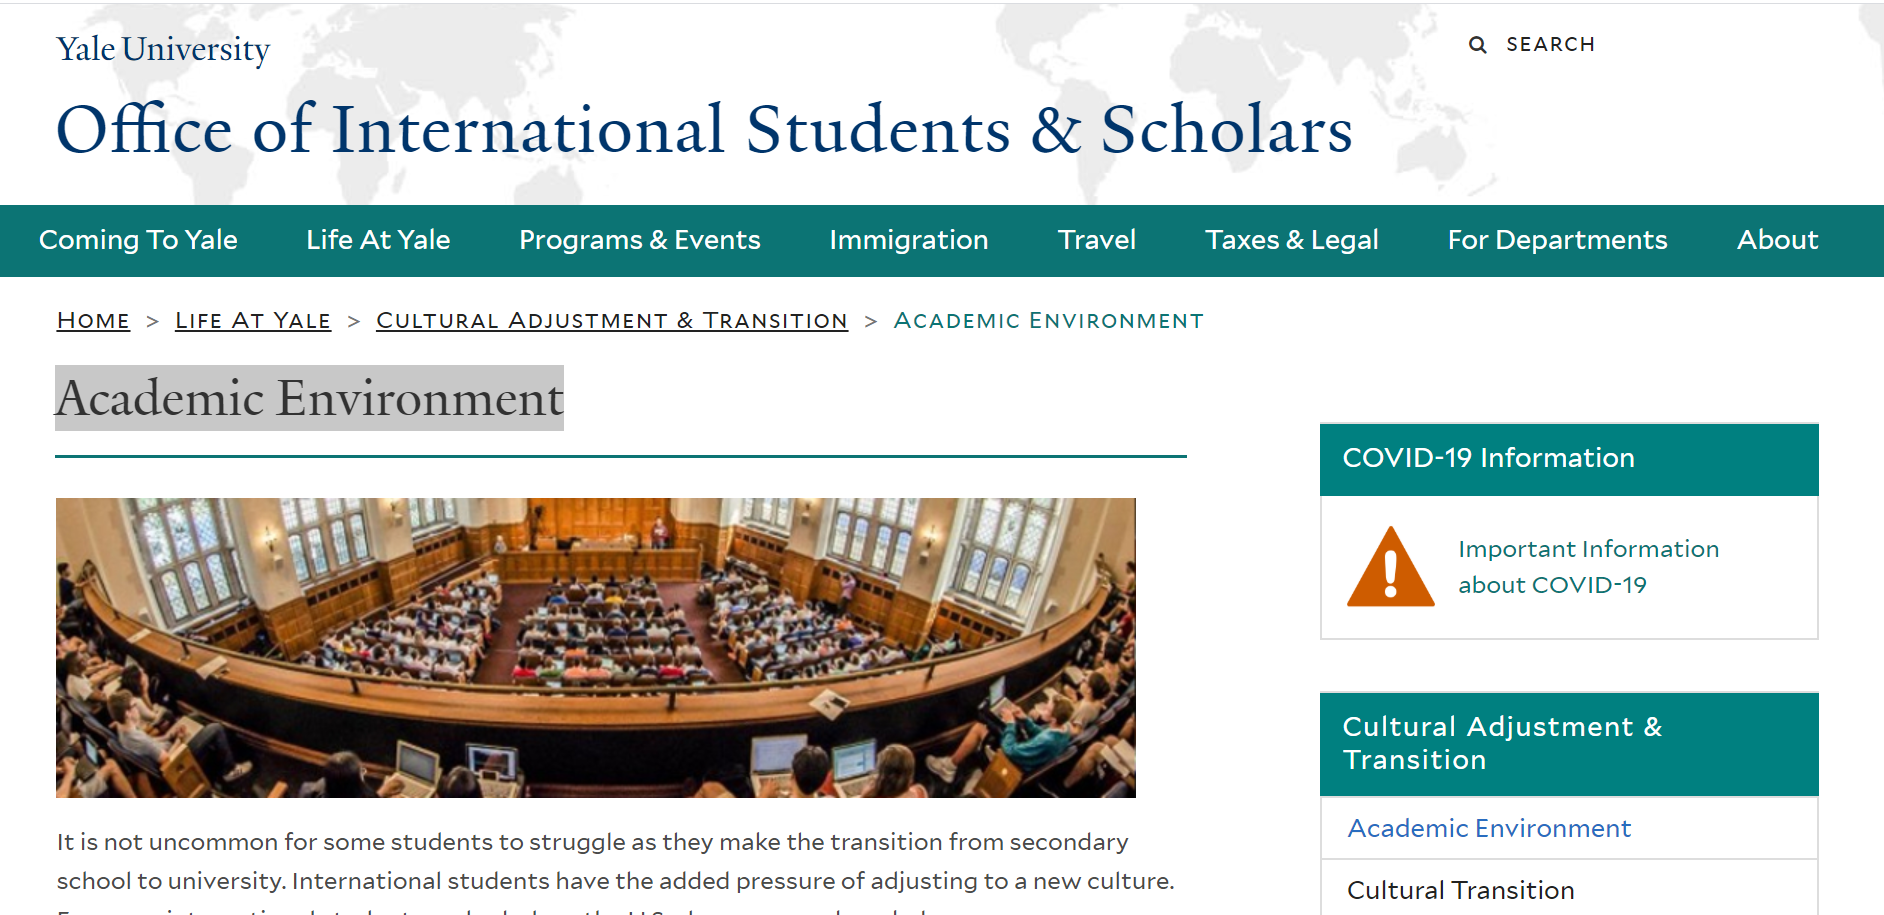 Yale University
SEARCH
Office of International Students & Scholars
Coming To Yale Life At Yale Programs & Events Immigration Travel Taxes & Legal For Departments About
HOME > LIFE AT YALE > CULTURAL ADJUSTMENT & TRANSITION > ACADEMIC ENVIRONMENT
Academic Environment
It is not uncommon for some students to struggle as they make the transition from secondary
school to university. International students have the added pressure of adjusting to a new culture.
COVID-19 Information
Important Information
about COVID-19
Cultural Adjustment &
Transition
Academic Environment
Cultural Transition